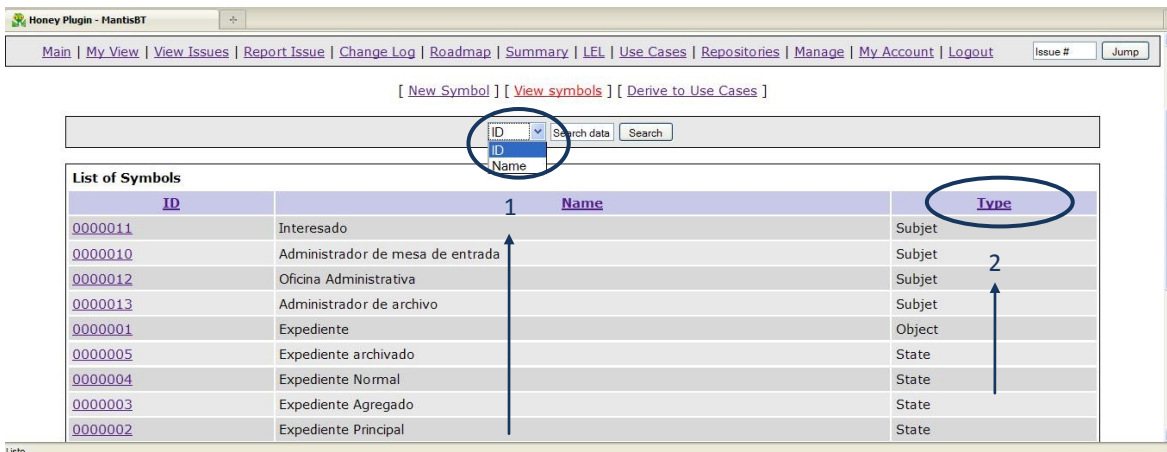 Honey Plugin - MantisBT
Main | My View | View Issues | Report Issue | Change Log | Roadmap | Summary | LEL | Use Cases | Repositories | Manage | My Account | Logout Issue # Jump
[ New Symbol ] [ View symbols ] [ Derive to Use Cases ]
ID Search data Search
ID
Name
List of Symbols
ID Name Type
1
0000011 Interesado Subjet
0000010 Administrador de mesa de entrada Subjet
2
0000012 Oficina Administrativa Subjet
0000013 Administrador de archivo Subjet
0000001 Expediente Object
0000005 Expediente archivado State
0000004 Expediente Normal State
0000003 Expediente Agregado State
0000002 Expediente Principal State